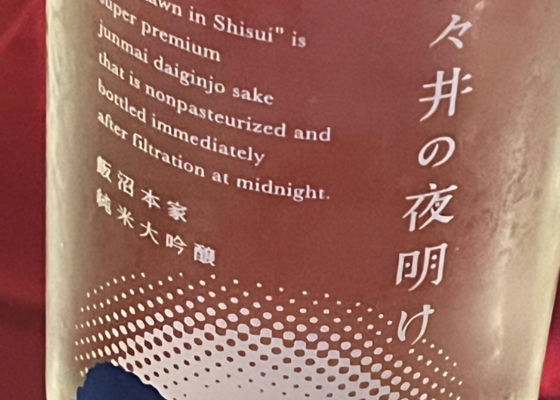 awn in Shisui" is
super premium
junmai daiginjo sake
that is nonpasteurized and
bottled immediately
after filtration at midnight.
飯沼本家
純米大吟醸
々井の夜明け